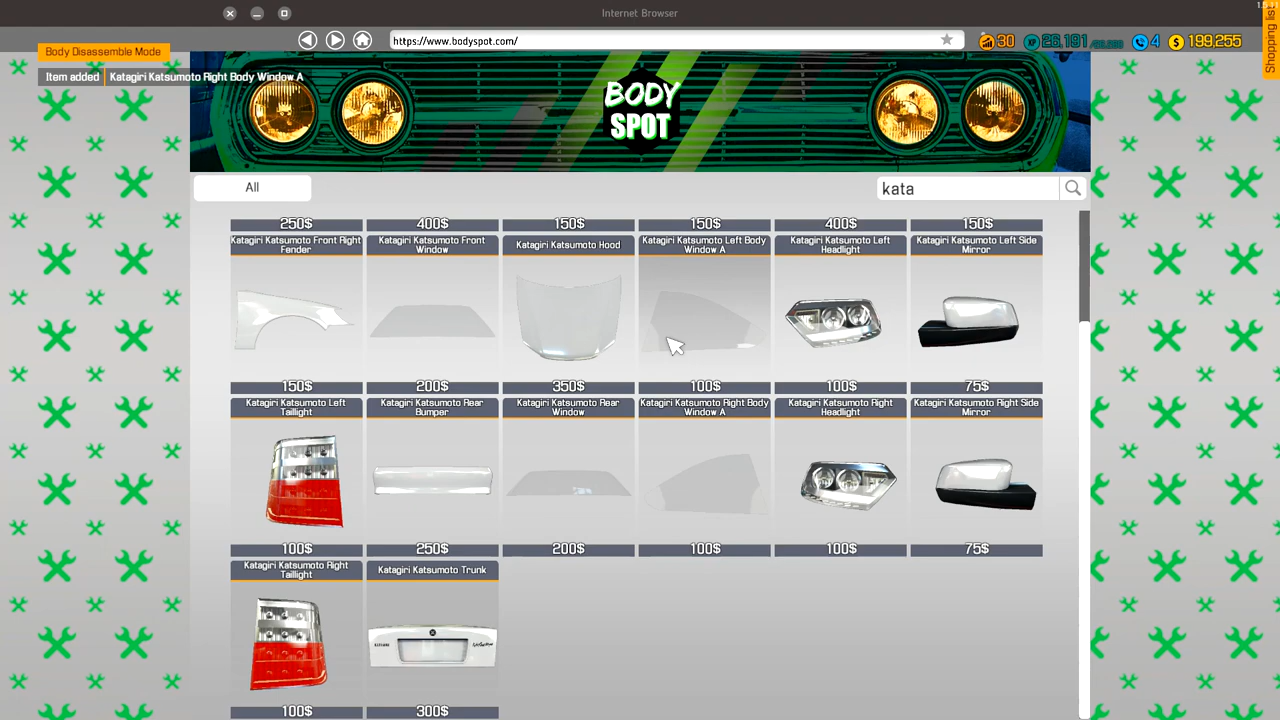 Internet Browser
1.5.11
https://www.bodyspot.com/
30
4
199,255
Shopping list
Body Disassemble Mode
Item added
Katagiri Katsumoto Right Body Window A
BODY
SPOT
All
kata
250$
400$
150$
150$
400$
150$
Katagiri Katsumoto Front Right
Fender
Katagiri Katsumoto Front
Window
Katagiri Katsumoto Hood
Katagiri Katsumoto Left Body
Window A
Katagiri Katsumoto Left
Headlight
Katagiri Katsumoto Left Side
Mirror
150$
200$
350$
100$
100$
75$
Katagiri Katsumoto Left
Taillight
Katagiri Katsumoto Rear
Bumper
Katagiri Katsumoto Rear
Window
Katagiri Katsumoto Right Body
Window A
Katagiri Katsumoto Right
Headlight
Katagiri Katsumoto Right Side
Mirror
100$
250$
200$
100$
100$
75$
Katagiri Katsumoto Right
Taillight
Katagiri Katsumoto Trunk
100$
300$